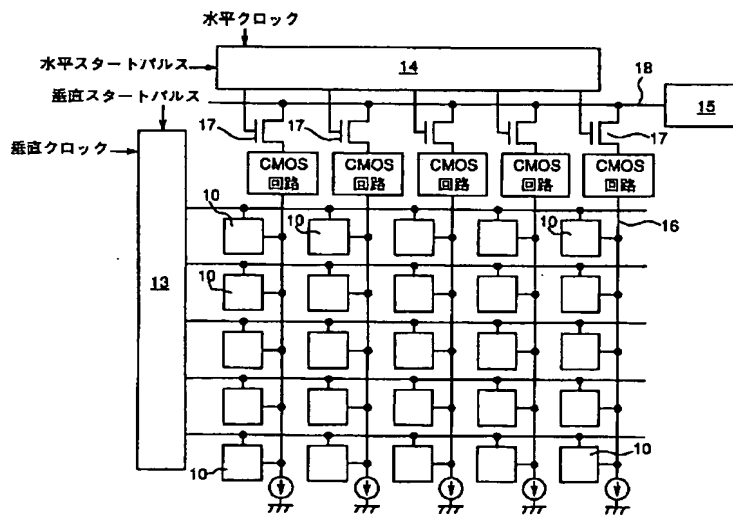 水平クロック
水平スタートパルス
14
18
15
垂直スタートパルス
17
17
17
垂直クロック
CMOS
回路
CMOS
回路
CMOS
回路
CMOS
回路
CMOS
回路
10
10
10
16
13
10
10
10